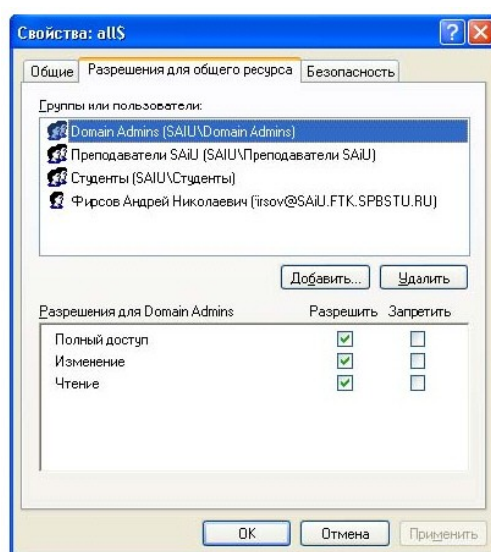 Свойства: all$
Общие Разрешения для общего ресурса Безопасность
Группы или пользователи:
Domain Admins (SAIU\Domain Admins)
Преподаватели SAiU (SAIU\Преподаватели SAiU)
Студенты (SAIU\Студенты)
Фирсов Андрей Николаевич (firsov@SAiU.FTK.SPBSTU.RU)
Добавить... Удалить
Разрешения для Domain Admins Разрешить Запретить
Полный доступ
Изменение
Чтение
OK Отмена Применить